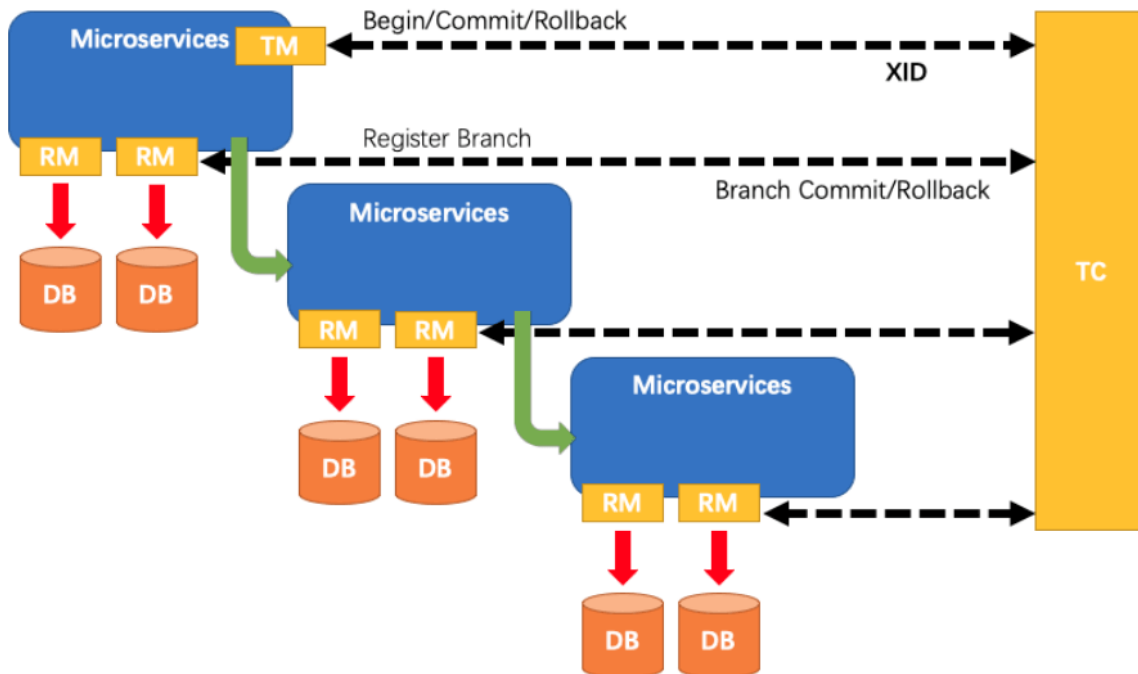 Begin/Commit/Rollback
Microservices
TM
XID
Register Branch
RM
RM
Branch Commit/Rollback
Microservices
TC
DB
DB
RM
RM
Microservices
DB
DB
RM
RM
DB
DB